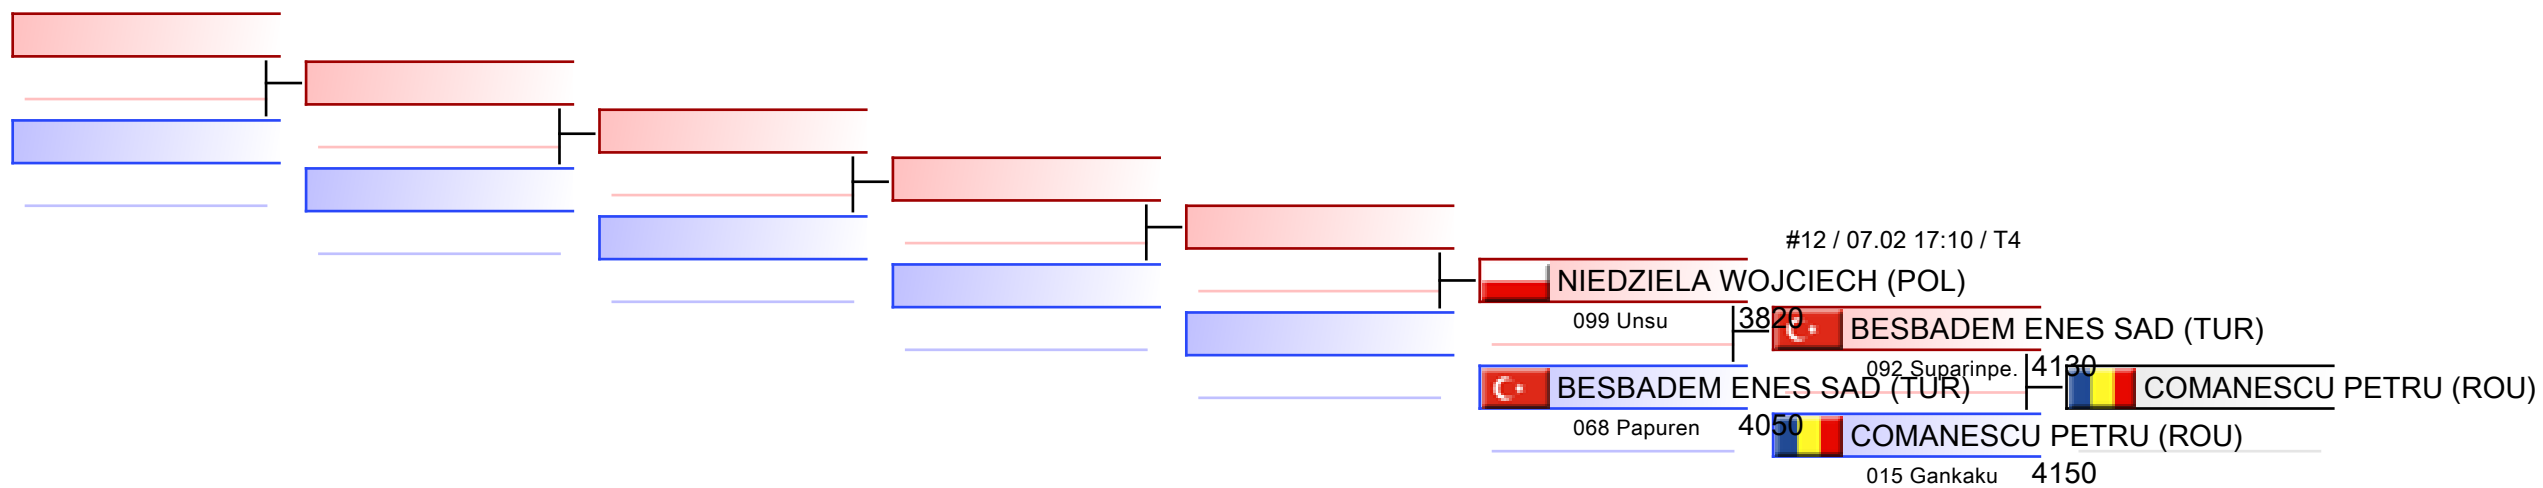 #12 / 07.02 17:10 / T4
NIEDZIELA WOJCIECH (POL)
099 Unsu 3820
BESBADEM ENES SAD (TUR)
092 Suparinpe. 4130
BESBADEM ENES SAD (TUR)
COMANESCU PETRU (ROU)
068 Papuren 4050
COMANESCU PETRU (ROU)
015 Gankaku 4150